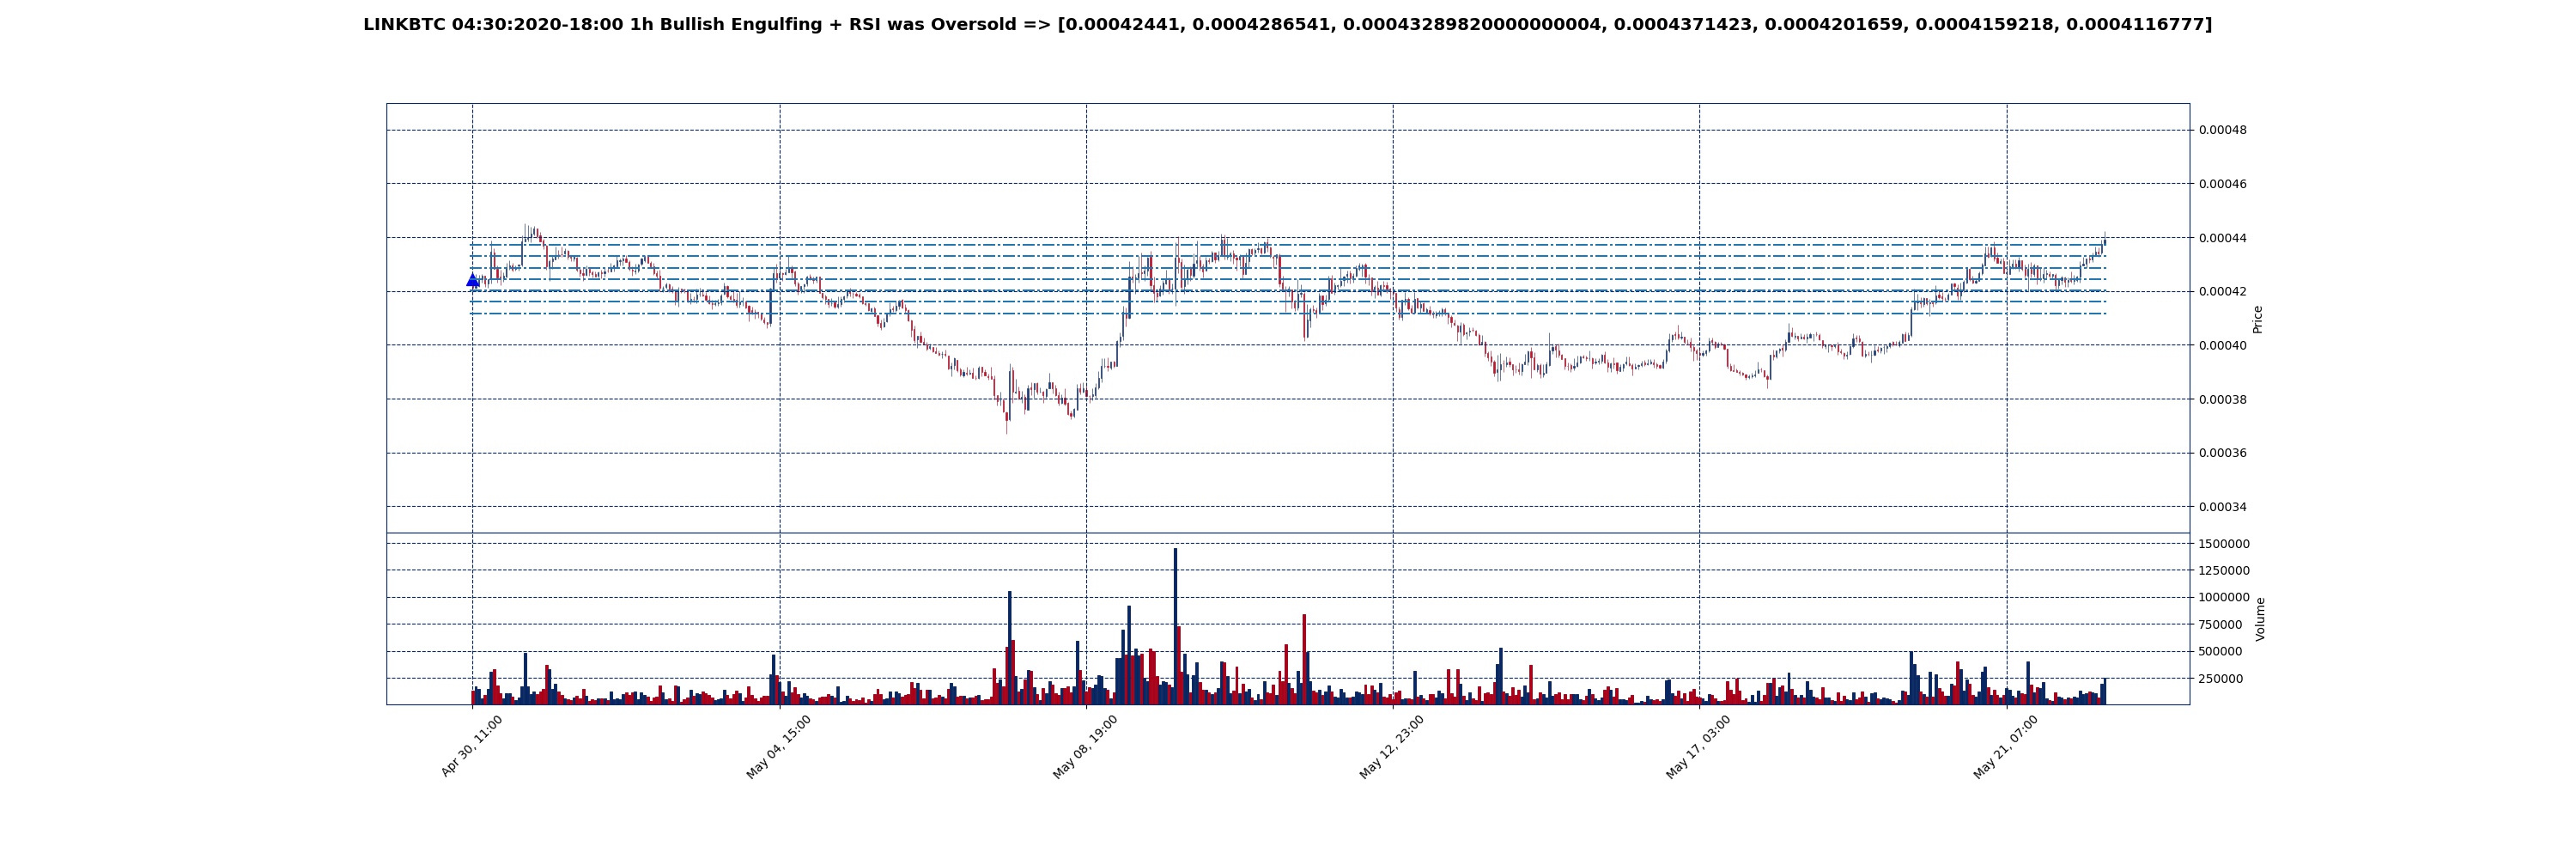 LINKBTC 04:30:2020-18:00 1h Bullish Engulfing + RSI was Oversold => [0.00042441, 0.0004286541, 0.00043289820000000004, 0.0004371423, 0.0004201659, 0.0004159218, 0.0004116777]
0.00048
0.00046
0.00044
0.00042
0.00040
0.00038
0.00036
0.00034
Price
1500000
1250000
1000000
750000
500000
250000
Volume
Apr 30, 11:00
May 04, 15:00
May 08, 19:00
May 12, 23:00
May 17, 03:00
May 21, 07:00